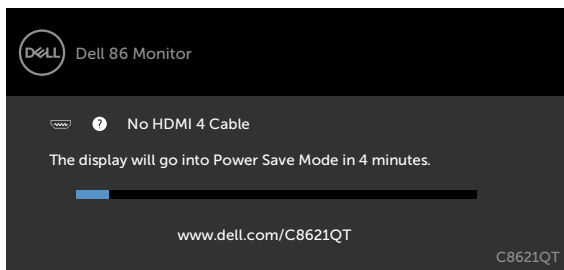 DELL
Dell 86 Monitor
? No HDMI 4 Cable
The display will go into Power Save Mode in 4 minutes.
www.dell.com/C8621QT
C8621QT